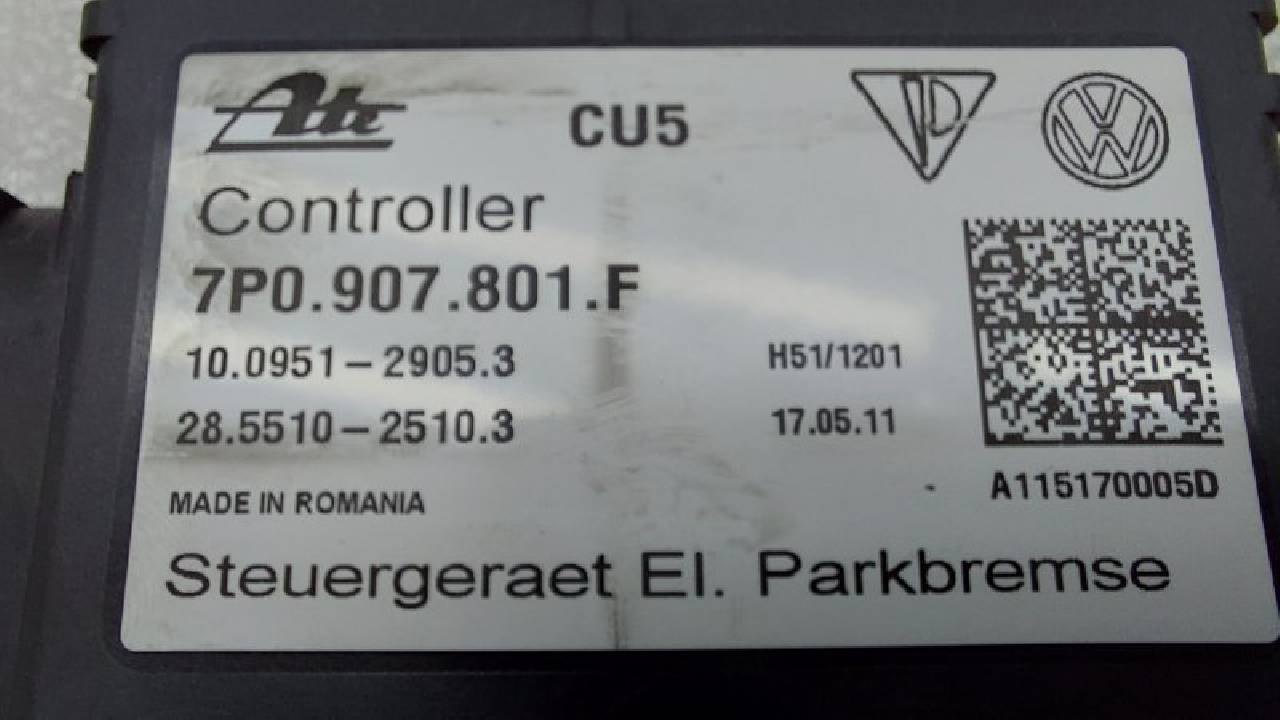 Ate CU5
Controller
7P0.907.801.F
10.0951-2905.3 H51/1201
28.5510-2510.3 17.05.11
MADE IN ROMANIA A115170005D
Steuergeraet El. Parkbremse